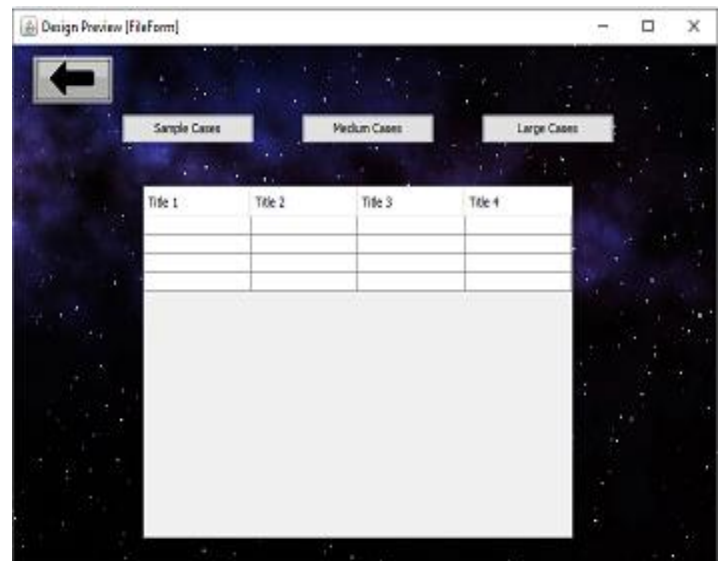 Design Preview [FileForm]
Sample Cases
Medium Cases
Large Cases
Title 1
Title 2
Title 3
Title 4